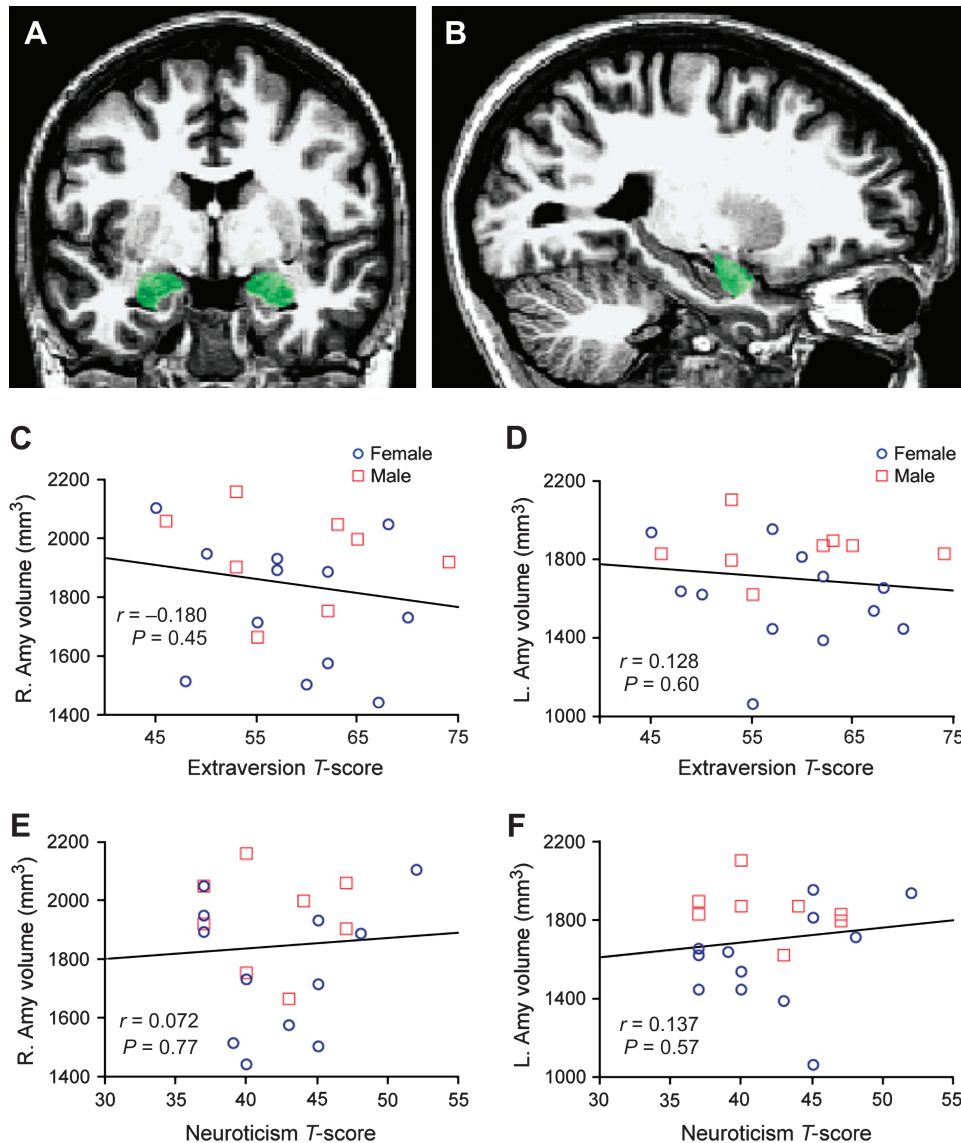 A
B
C
Female
Male
R. Amy volume (mm3)
2200
2000
1800
1600
1400
r = –0.180
P = 0.45
45
55
65
75
Extraversion T-score
D
Female
Male
L. Amy volume (mm3)
2200
1800
1400
1000
r = 0.128
P = 0.60
45
55
65
75
Extraversion T-score
E
R. Amy volume (mm3)
2200
2000
1800
1600
1400
r = 0.072
P = 0.77
30
35
40
45
50
55
Neuroticism T-score
F
L. Amy volume (mm3)
2200
1800
1400
1000
r = 0.137
P = 0.57
30
35
40
45
50
55
Neuroticism T-score